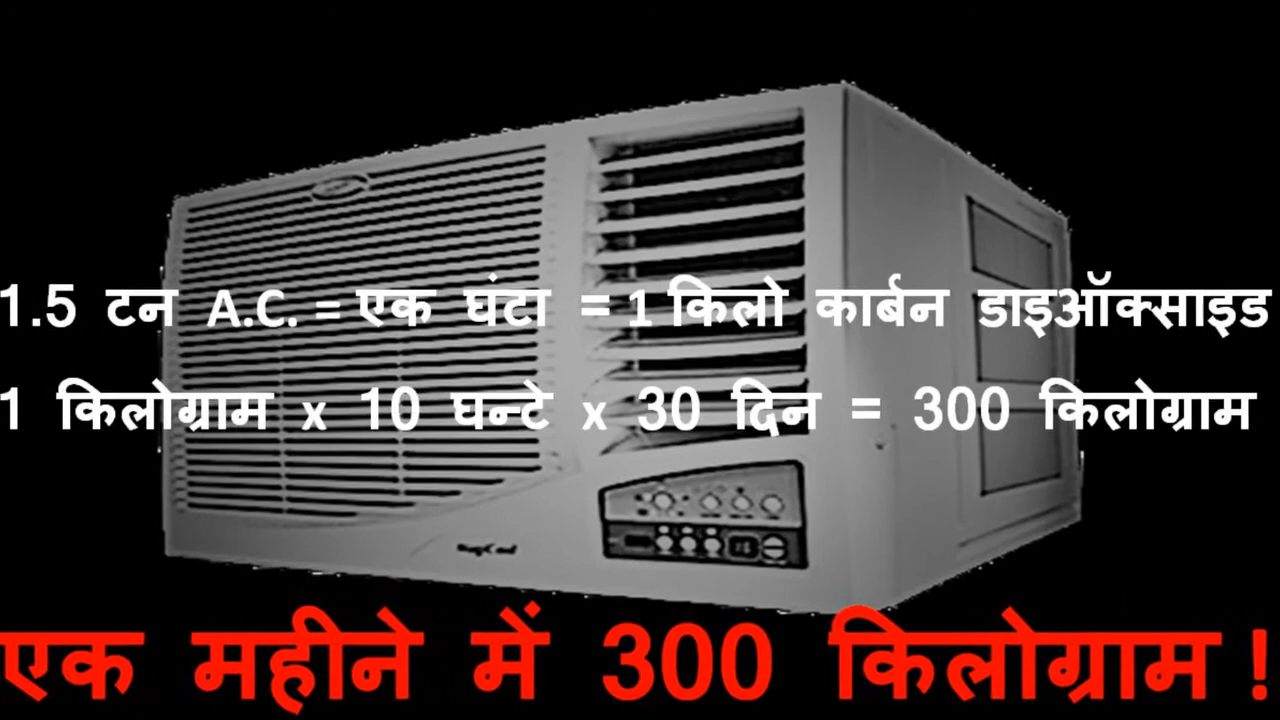 1.5 टन A.C. = एक घंटा = 1 किलो कार्बन डाइऑक्साइड
1 किलोग्राम x 10 घन्टे x 30 दिन = 300 किलोग्राम
एक महीने में 300 किलोग्राम !